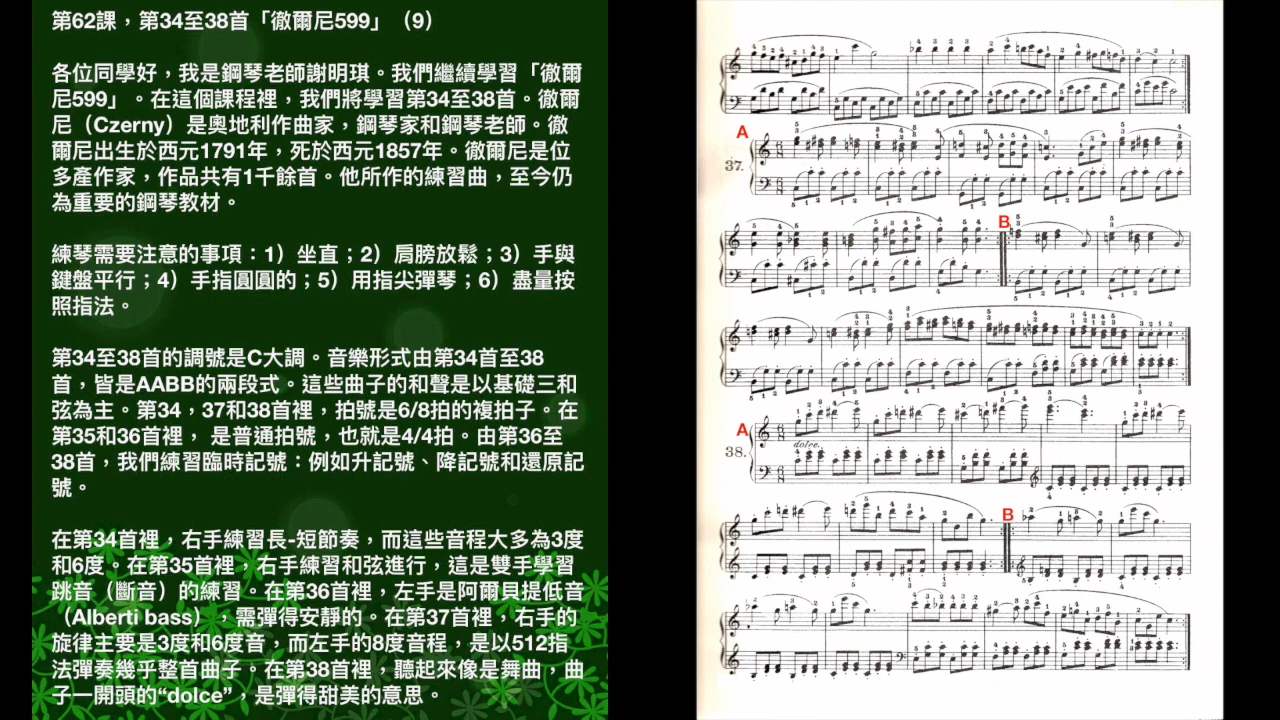 第62課，第34至38首「徹爾尼599」（9）
各位同學好，我是鋼琴老師謝明琪。我們繼續學習「徹爾
尼599」。在這個課程裡，我們將學習第34至38首。徹爾
尼（Czerny）是奧地利作曲家，鋼琴家和鋼琴老師。徹
爾尼出生於西元1791年，死於西元1857年。徹爾尼是位
多產作家，作品共有1千餘首。他所作的練習曲，至今仍
為重要的鋼琴教材。
練琴需要注意的事項：1）坐直；2）肩膀放鬆；3）手與
鍵盤平行；4）手指圓圓的；5）用指尖彈琴；6）盡量按
照指法。
第34至38首的調號是C大調。音樂形式由第34首至38
首，皆是AABB的兩段式。這些曲子的和聲是以基礎三和
弦為主。第34，37和38首裡，拍號是6/8拍的複拍子。在
第35和36首裡， 是普通拍號，也就是4/4拍。由第36至
38首，我們練習臨時記號：例如升記號、降記號和還原記
號。
在第34首裡，右手練習長-短節奏，而這些音程大多為3度
和6度。在第35首裡，右手練習和弦進行，這是雙手學習
跳音（斷音）的練習。在第36首裡，左手是阿爾貝提低音
（Alberti bass），需彈得安靜的。在第37首裡，右手的
旋律主要是3度和6度音，而左手的8度音程，是以512指
法彈奏幾乎整首曲子。在第38首裡，聽起來像是舞曲，曲
子一開頭的“dolce”，是彈得甜美的意思。
A
37.
B
A
38.
dolce.
B